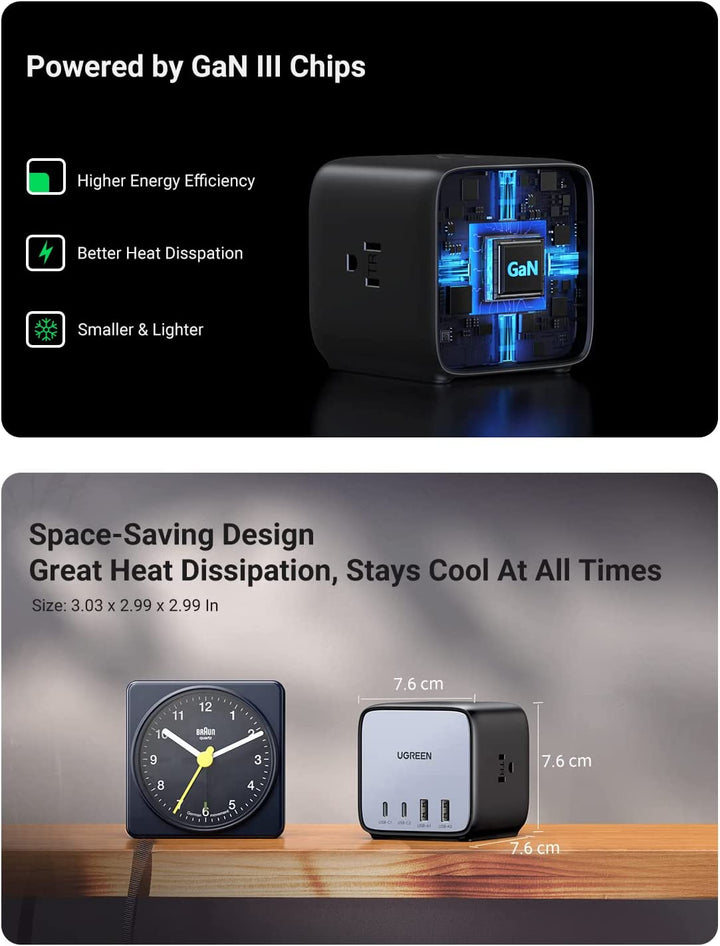 Powered by GaN III Chips
Higher Energy Efficiency
Better Heat Disspation
Smaller & Lighter
TR
GaN
Space-Saving Design
Great Heat Dissipation, Stays Cool At All Times
Size: 3.03 x 2.99 x 2.99 In
7.6 cm
11 12 1
10 2
BRAUN
quartz
9 3
8 4
7 6 5
UGREEN
7.6 cm
USB-C1 USB-C2 USB-A1 USB-A2
7.6 cm